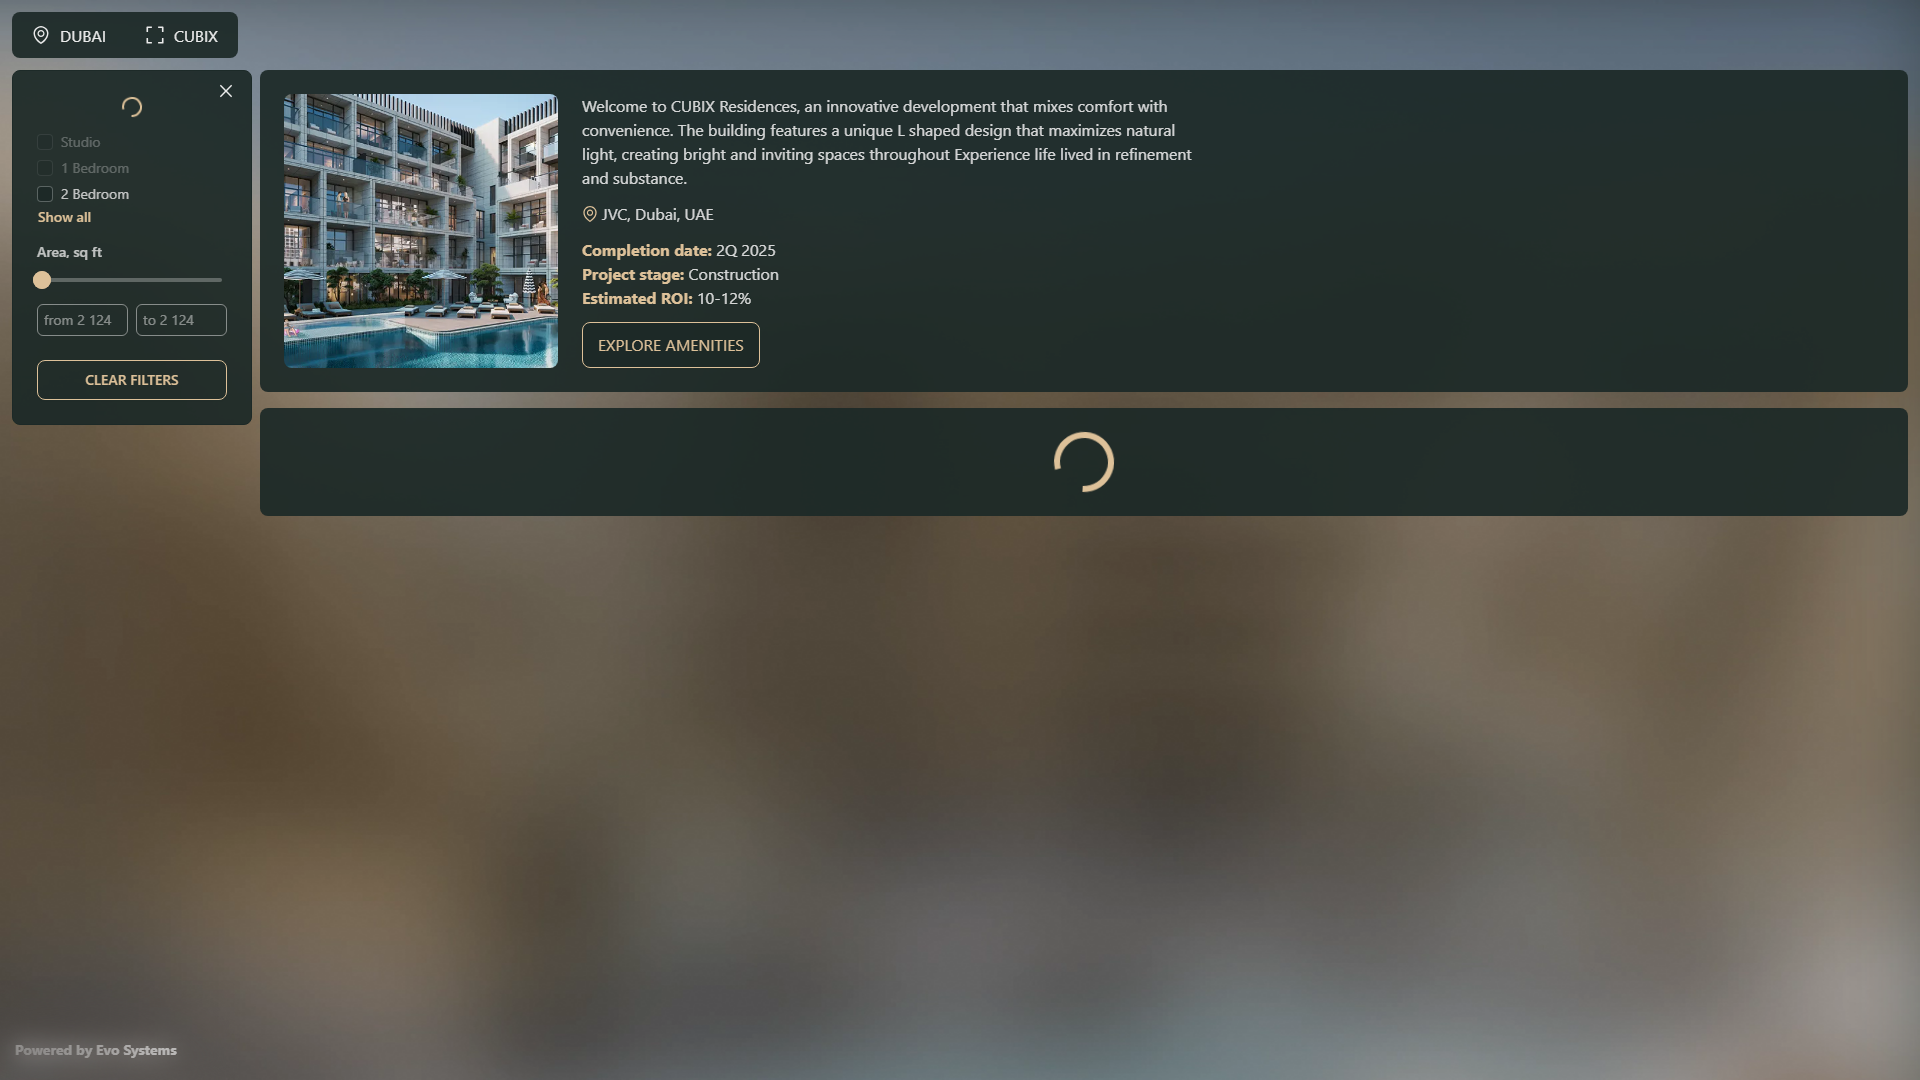 DUBAI
CUBIX
Studio
1 Bedroom
2 Bedroom
Show all
Area, sq ft
from 2 124
to 2 124
CLEAR FILTERS
Welcome to CUBIX Residences, an innovative development that mixes comfort with
convenience. The building features a unique L shaped design that maximizes natural
light, creating bright and inviting spaces throughout Experience life lived in refinement
and substance.
JVC, Dubai, UAE
Completion date: 2Q 2025
Project stage: Construction
Estimated ROI: 10-12%
EXPLORE AMENITIES
Powered by Evo Systems